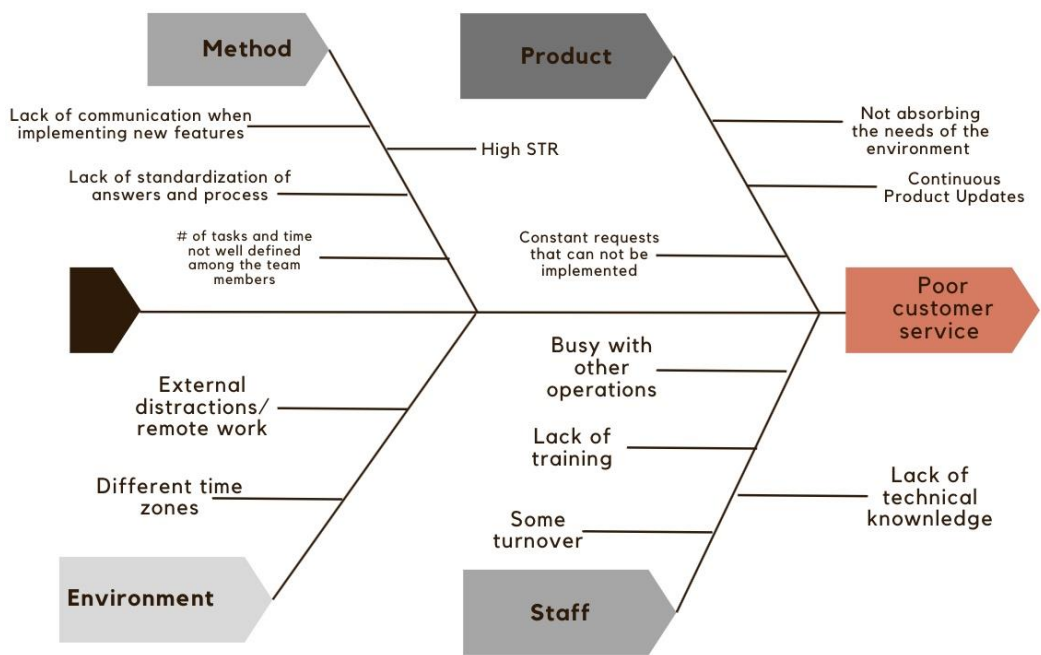 Method
Product
Lack of communication when
implementing new features
High STR
Lack of standardization of
answers and process
# of tasks and time
not well defined
among the team
members
Not absorbing
the needs of the
environment
Continuous
Product Updates
Constant requests
that can not be
implemented
Poor
customer
service
External
distractions/
remote work
Different time
zones
Environment
Busy with
other
operations
Lack of
training
Some
turnover
Lack of
technical
knownledge
Staff